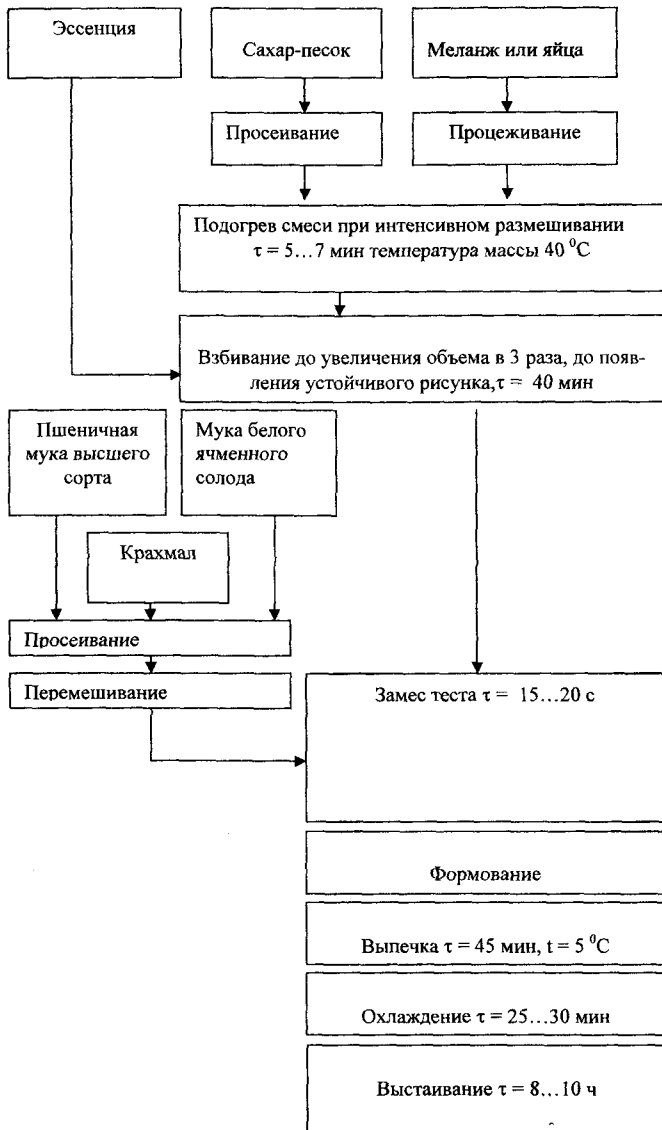 Эссенция
Сахар-песок
Меланж или яйца
Просеивание
Процеживание
Подогрев смеси при интенсивном размешивании
τ = 5...7 мин температура массы 40 ⁰С
Взбивание до увеличения объема в 3 раза, до появ-
ления устойчивого рисунка,τ = 40 мин
Пшеничная
мука высшего
сорта
Мука белого
ячменного
солода
Крахмал
Просеивание
Перемешивание
Замес теста τ = 15...20 с
Формование
Выпечка τ = 45 мин, t = 5 ⁰С
Охлаждение τ = 25...30 мин
Выстаивание τ = 8...10 ч